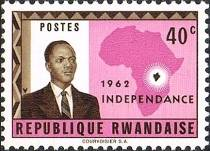 POSTES
40c
1962
INDEPENDANCE
REPUBLIQUE RWANDAISE
COURVOISIER S.A.